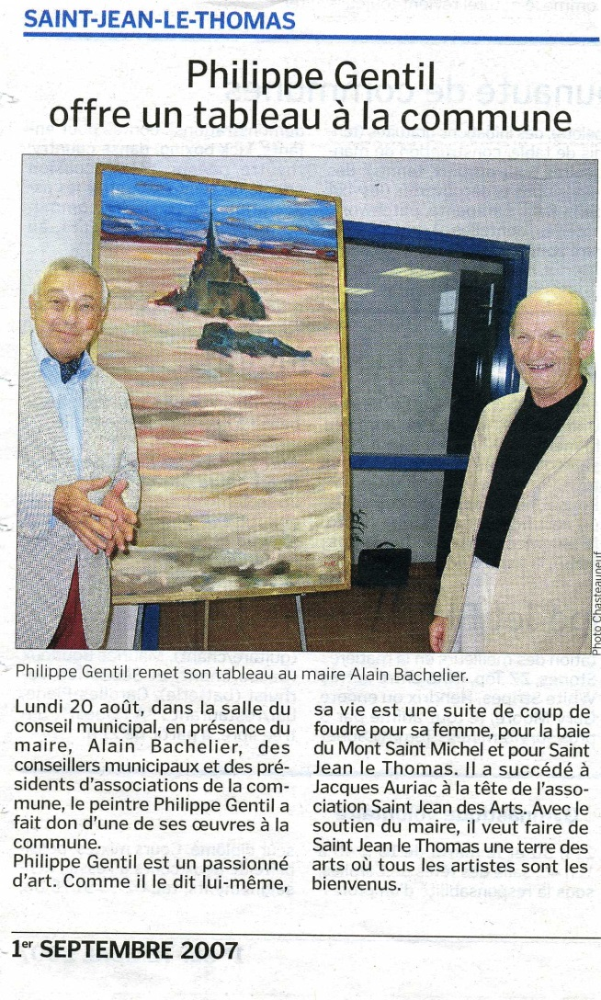 SAINT-JEAN-LE-THOMAS
Philippe Gentil
offre un tableau à la commune
Photo Chasteauneuf
Philippe Gentil remet son tableau au maire Alain Bachelier.
Lundi 20 août, dans la salle du
conseil municipal, en présence du
maire, Alain Bachelier, des
conseillers municipaux et des pré-
sidents d'associations de la com-
mune, le peintre Philippe Gentil a
fait don d'une de ses œuvres à la
commune.
Philippe Gentil est un passionné
d'art. Comme il le dit lui-même,
sa vie est une suite de coup de
foudre pour sa femme, pour la baie
du Mont Saint Michel et pour Saint
Jean le Thomas. Il a succédé à
Jacques Auriac à la tête de l'asso-
ciation Saint Jean des Arts. Avec le
soutien du maire, il veut faire de
Saint Jean le Thomas une terre des
arts où tous les artistes sont les
bienvenus.
1er SEPTEMBRE 2007